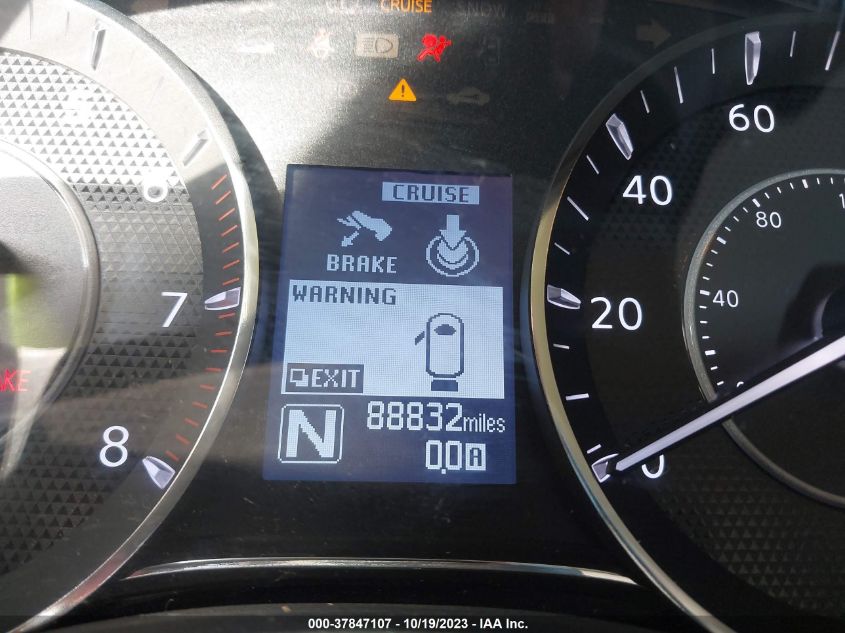 CRUISE
SNOW
CRUISE
BRAKE
WARNING
EXIT
N
88832miles
0.0A
6
7
8
0
20
40
60
40
80
000-37847107 - 10/19/2023 - IAA Inc.